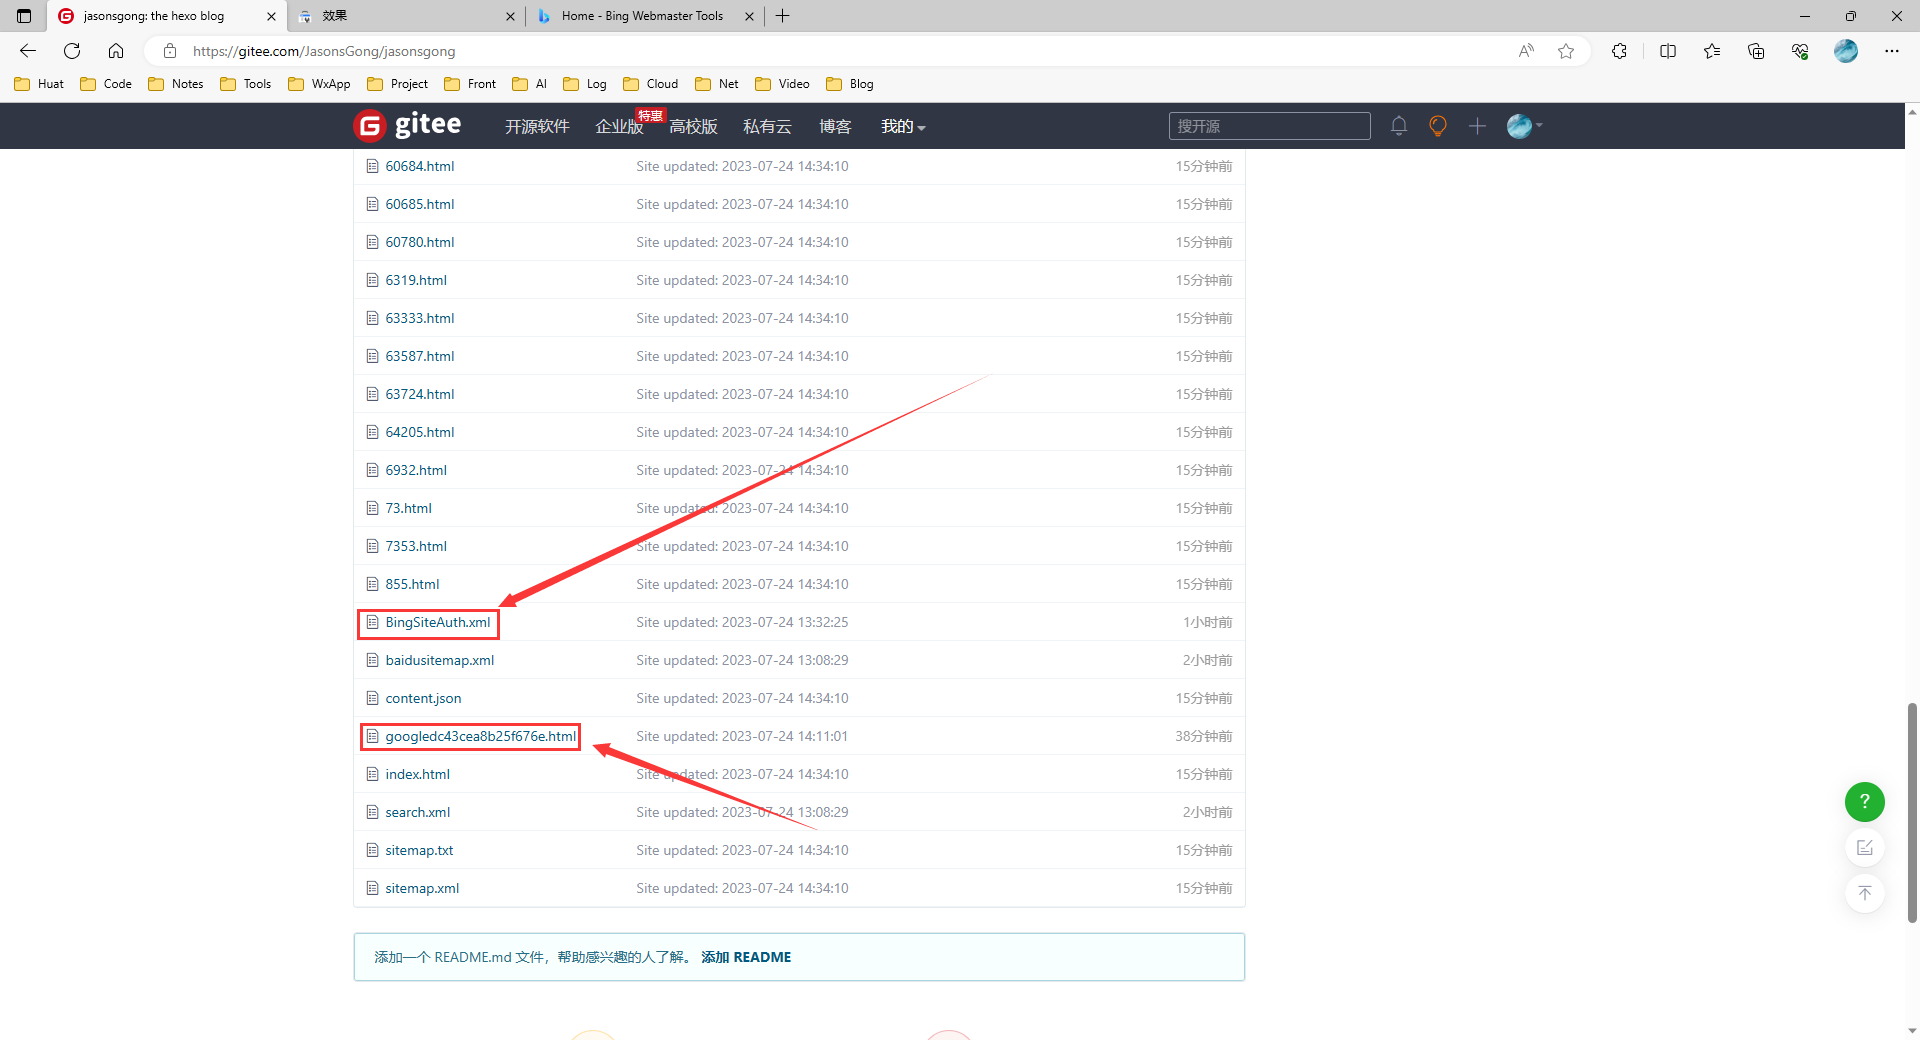 jasonsgong: the hexo blog
效果
Home - Bing Webmaster Tools
https://gitee.com/JasonsGong/jasonsgong
Huat Code Notes Tools WxApp Project Front AI Log Cloud Net Video Blog
gitee 开源软件 企业版 特惠 高校版 私有云 博客 我的 搜开源
60684.html Site updated: 2023-07-24 14:34:10 15分钟前
60685.html Site updated: 2023-07-24 14:34:10 15分钟前
60780.html Site updated: 2023-07-24 14:34:10 15分钟前
6319.html Site updated: 2023-07-24 14:34:10 15分钟前
63333.html Site updated: 2023-07-24 14:34:10 15分钟前
63587.html Site updated: 2023-07-24 14:34:10 15分钟前
63724.html Site updated: 2023-07-24 14:34:10 15分钟前
64205.html Site updated: 2023-07-24 14:34:10 15分钟前
6932.html Site updated: 2023-07-24 14:34:10 15分钟前
73.html Site updated: 2023-07-24 14:34:10 15分钟前
7353.html Site updated: 2023-07-24 14:34:10 15分钟前
855.html Site updated: 2023-07-24 14:34:10 15分钟前
BingSiteAuth.xml Site updated: 2023-07-24 13:32:25 1小时前
baidusitemap.xml Site updated: 2023-07-24 13:08:29 2小时前
content.json Site updated: 2023-07-24 14:34:10 15分钟前
googledc43cea8b25f676e.html Site updated: 2023-07-24 14:11:01 38分钟前
index.html Site updated: 2023-07-24 14:34:10 15分钟前
search.xml Site updated: 2023-07-24 13:08:29 2小时前
sitemap.txt Site updated: 2023-07-24 14:34:10 15分钟前
sitemap.xml Site updated: 2023-07-24 14:34:10 15分钟前
添加一个 README.md 文件，帮助感兴趣的人了解。 添加 README